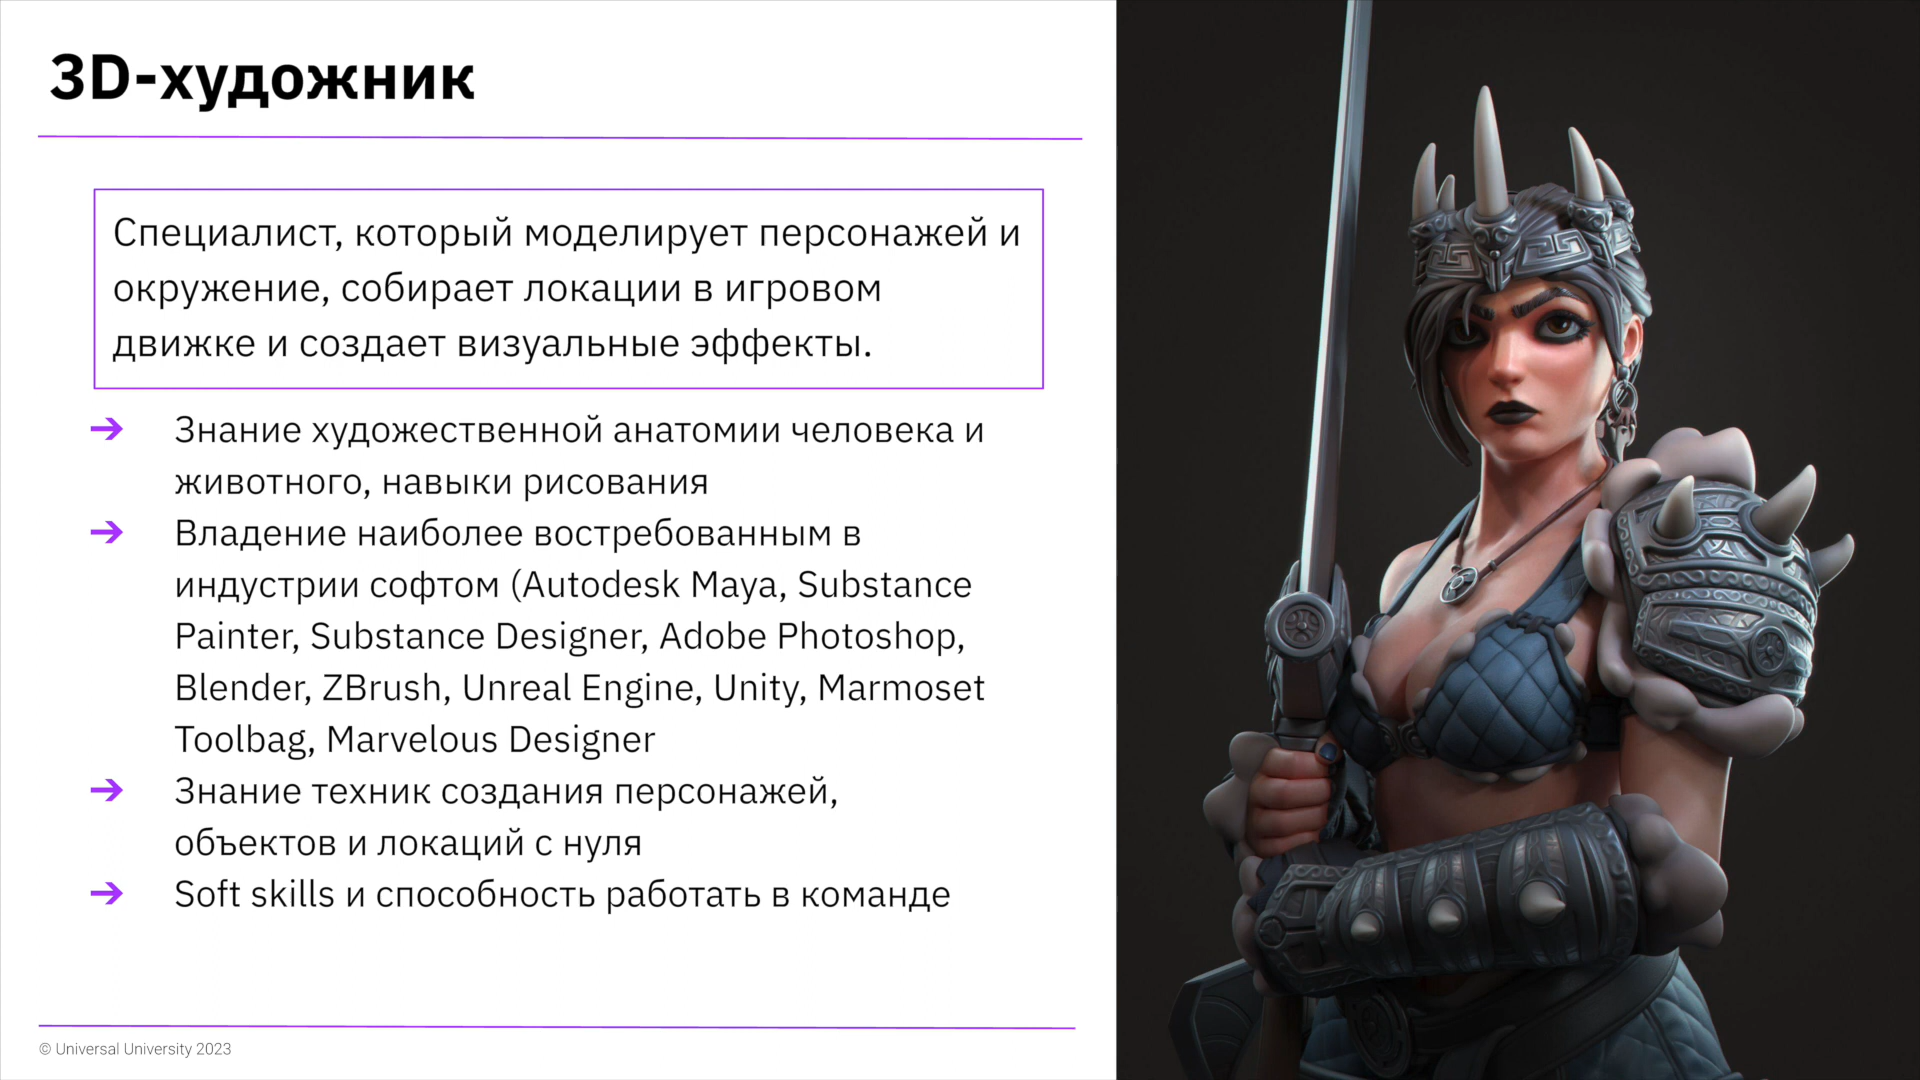 3D-художник
Специалист, который моделирует персонажей и
окружение, собирает локации в игровом
движке и создает визуальные эффекты.
➔ Знание художественной анатомии человека и
животного, навыки рисования
➔ Владение наиболее востребованным в
индустрии софтом (Autodesk Maya, Substance
Painter, Substance Designer, Adobe Photoshop,
Blender, ZBrush, Unreal Engine, Unity, Marmoset
Toolbag, Marvelous Designer
➔ Знание техник создания персонажей,
объектов и локаций с нуля
➔ Soft skills и способность работать в команде
© Universal University 2023